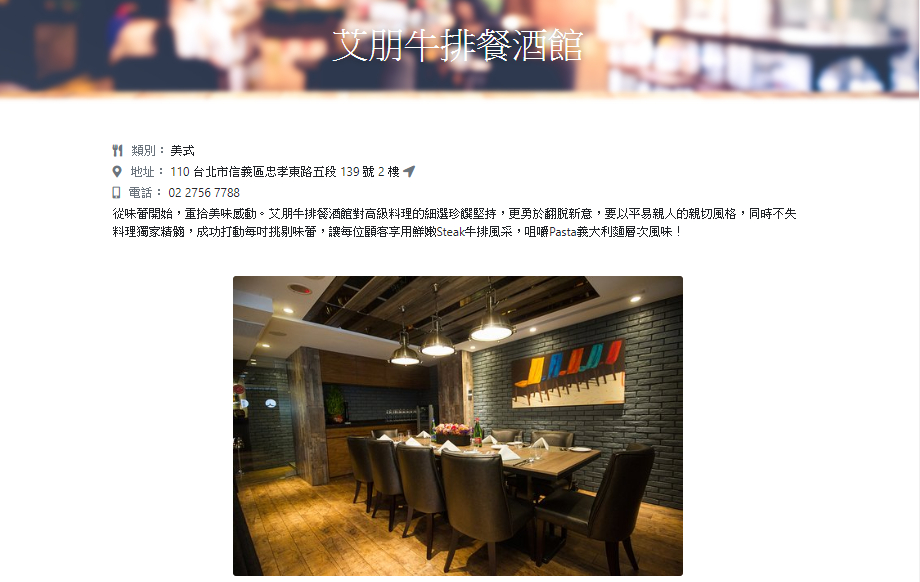 艾朋牛排餐酒館
類別： 美式
地址： 110 台北市信義區忠孝東路五段 139 號 2 樓
電話： 02 2756 7788
從味蕾開始，重拾美味感動。艾朋牛排餐酒館對高級料理的細選珍饌堅持，更勇於翻脫新意，要以平易親人的親切風格，同時不失
料理獨家精髓，成功打動每吋挑剔味蕾，讓每位顧客享用鮮嫩Steak牛排風采，咀嚼Pasta義大利麵層次風味！